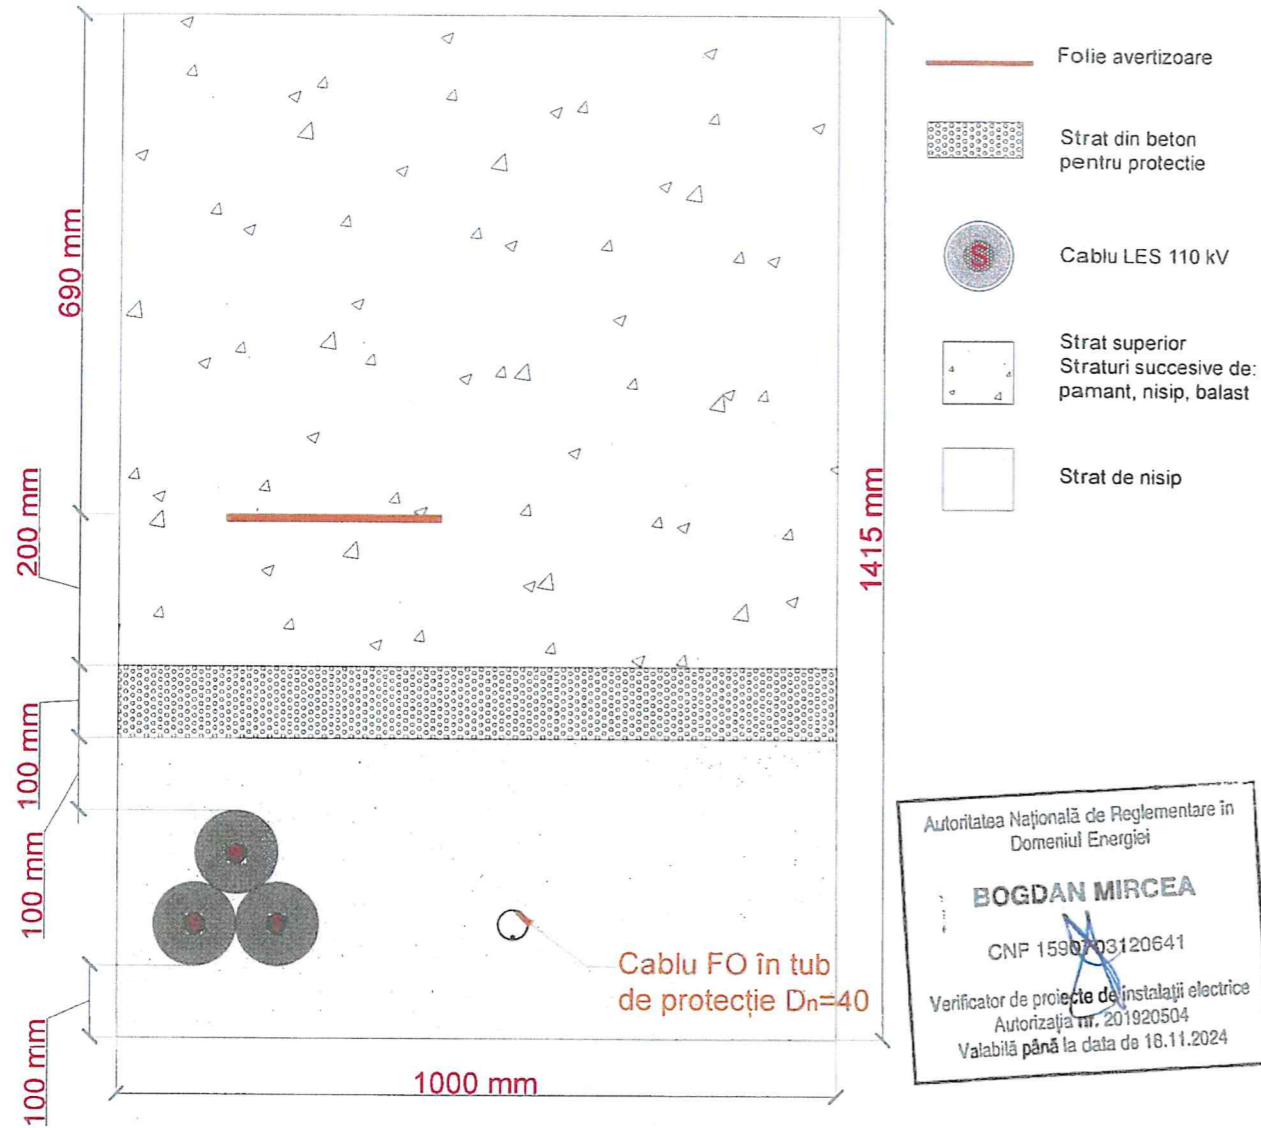 690 mm
200 mm
100 mm
100 mm
100 mm
1415 mm
1000 mm
Cablu FO în tub
de protecție Dn=40
Folie avertizoare
Strat din beton
pentru protectie
S
Cablu LES 110 kV
Strat superior
Straturi succesive de:
pamant, nisip, balast
Strat de nisip
Autoritatea Națională de Reglementare în
Domeniul Energiei
BOGDAN MIRCEA
CNP 1590703120641
Verificator de proiecte de instalații electrice
Autorizația nr. 201920504
Valabilă până la data de 18.11.2024